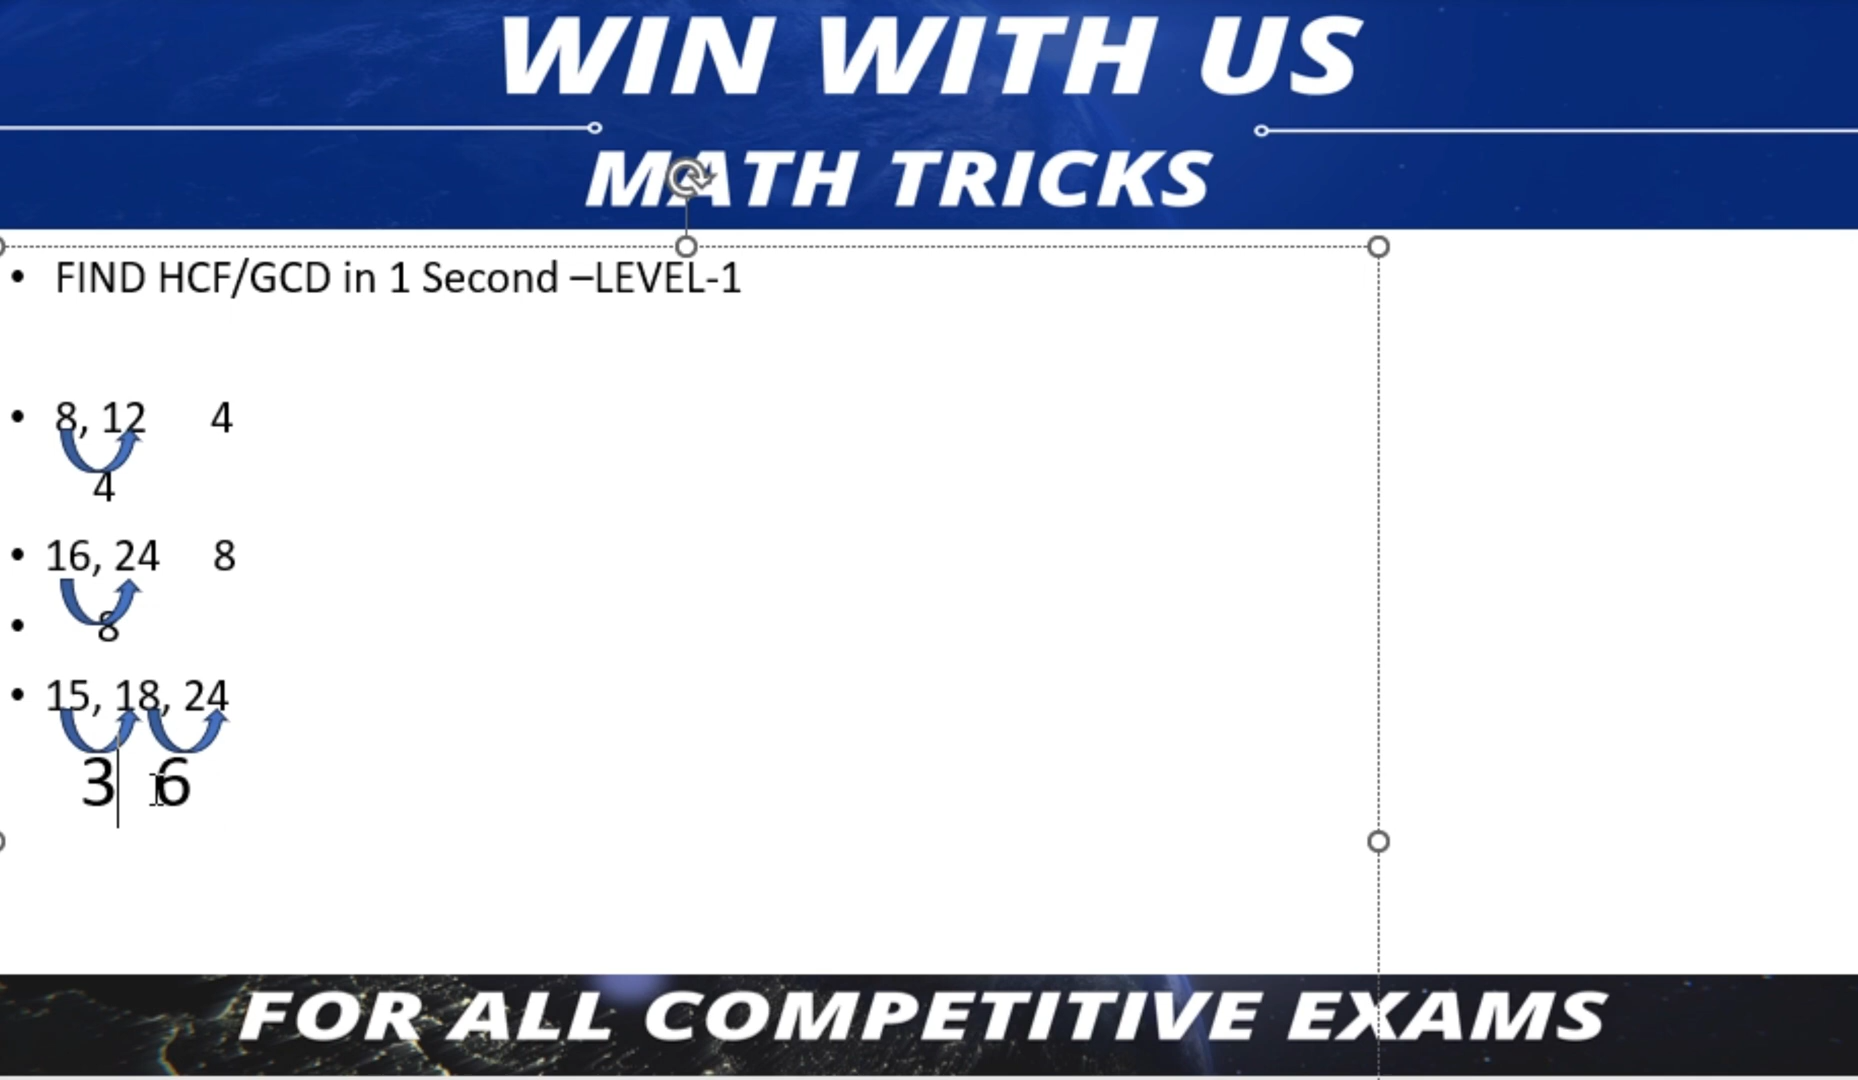 WIN WITH US
MATH TRICKS
• FIND HCF/GCD in 1 Second –LEVEL-1
• 8, 12 4
4
• 16, 24 8
• 8
• 15, 18, 24
3 6
FOR ALL COMPETITIVE EXAMS